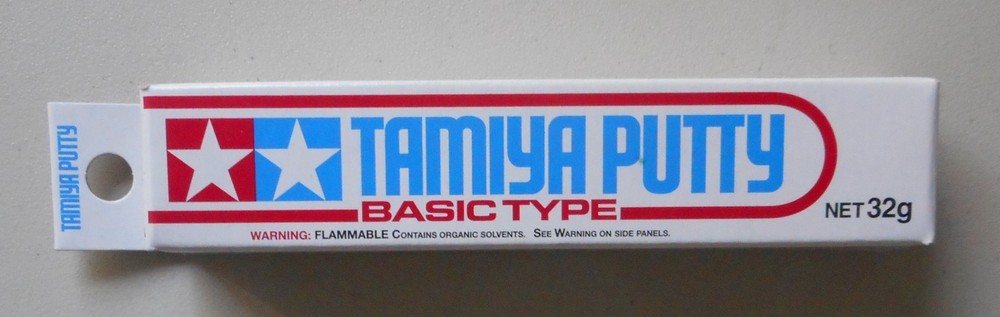 TAMIYA PUTTY
TAMIYA PUTTY
BASIC TYPE
NET 32g
WARNING: FLAMMABLE CONTAINS ORGANIC SOLVENTS. SEE WARNING ON SIDE PANELS.